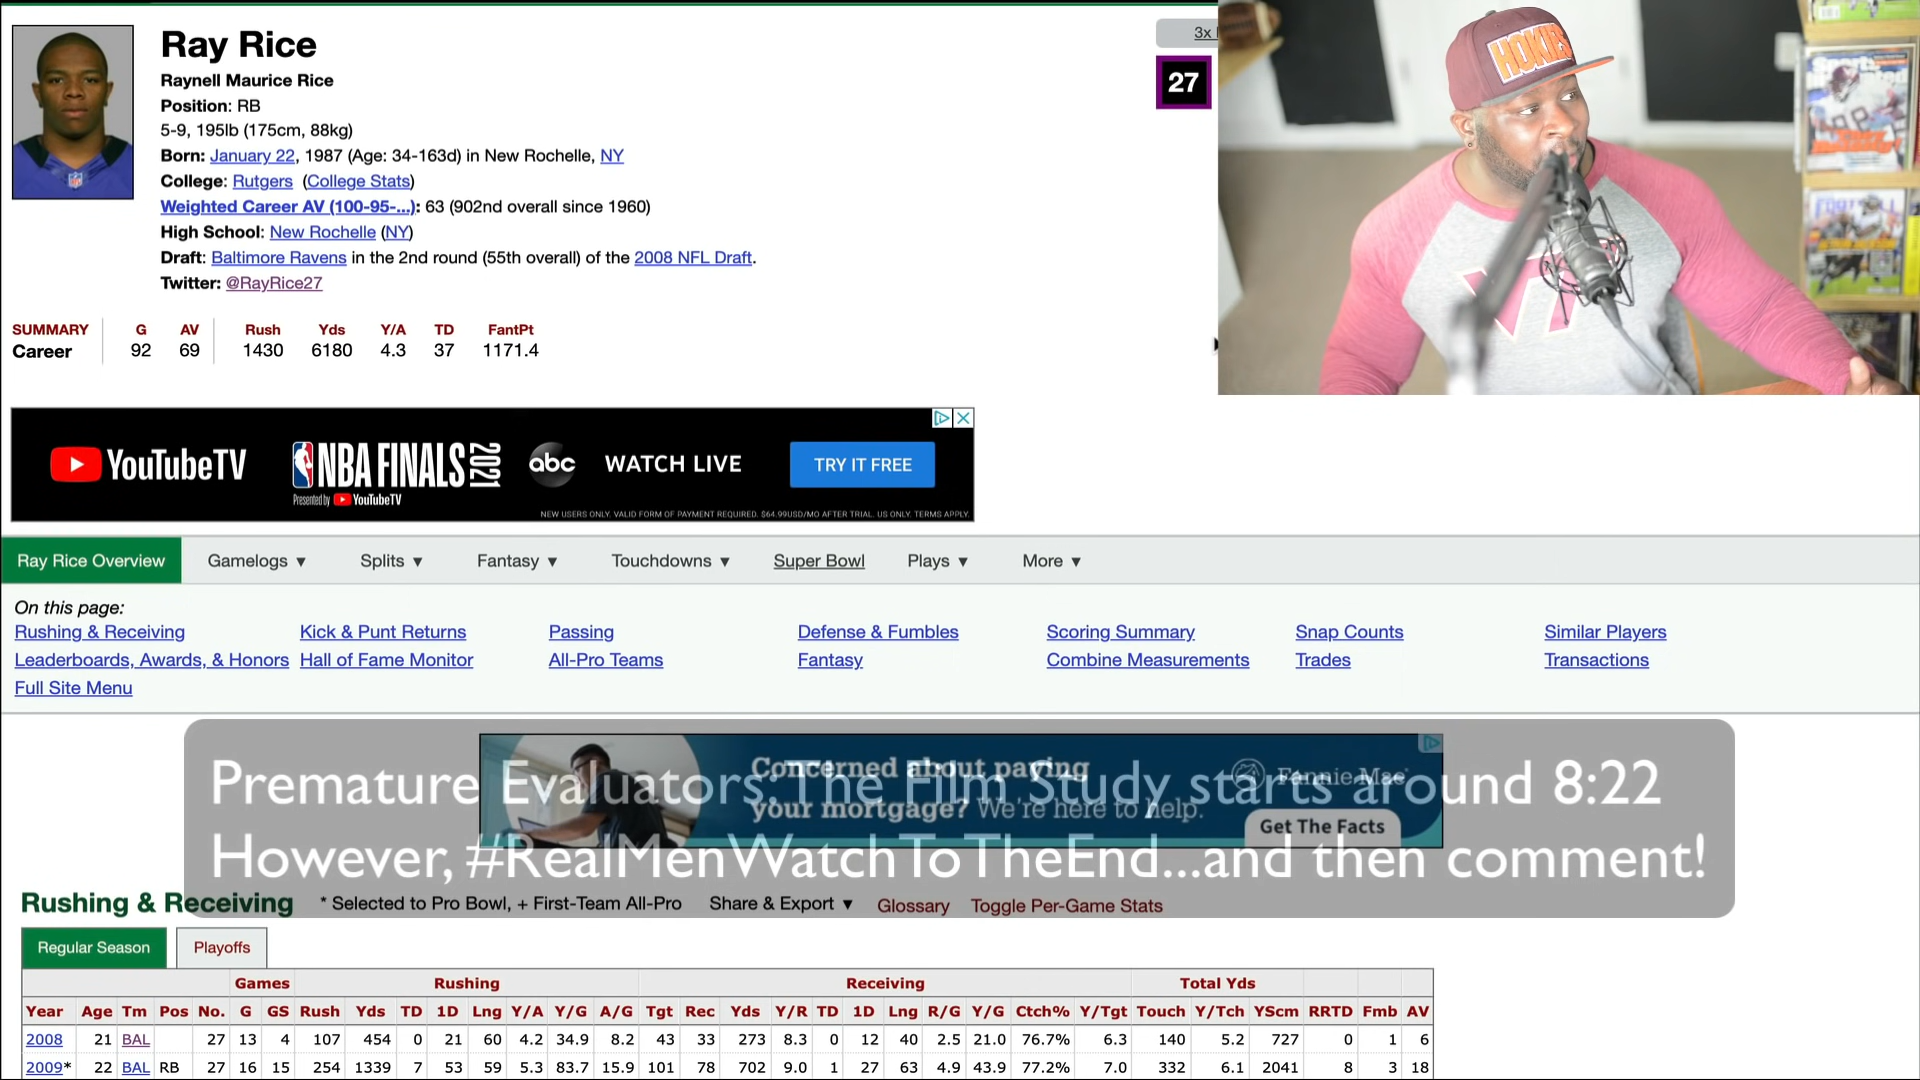 Ray Rice
Raynell Maurice Rice
Position: RB
5-9, 195lb (175cm, 88kg)
Born: January 22, 1987 (Age: 34-163d) in New Rochelle, NY
College: Rutgers (College Stats)
Weighted Career AV (100-95-...): 63 (902nd overall since 1960)
High School: New Rochelle (NY)
Draft: Baltimore Ravens in the 2nd round (55th overall) of the 2008 NFL Draft.
Twitter: @RayRice27
3x
27
HOKIES
SUMMARY G AV Rush Yds Y/A TD FantPt
Career 92 69 1430 6180 4.3 37 1171.4
YouTubeTV NBA FINALS 2021 abc WATCH LIVE TRY IT FREE
Presented by YouTubeTV
NEW USERS ONLY. VALID FORM OF PAYMENT REQUIRED. $64.99USD/MO AFTER TRIAL. US ONLY. TERMS APPLY.
Ray Rice Overview Gamelogs ▼ Splits ▼ Fantasy ▼ Touchdowns ▼ Super Bowl Plays ▼ More ▼
On this page:
Rushing & Receiving Kick & Punt Returns Passing Defense & Fumbles Scoring Summary Snap Counts Similar Players
Leaderboards, Awards, & Honors Hall of Fame Monitor All-Pro Teams Fantasy Combine Measurements Trades Transactions
Full Site Menu
Concerned about paying
your mortgage? We're here to help.
Fannie Mae
Get The Facts
Premature Evaluators: The Film Study starts around 8:22
However, #RealMenWatchToTheEnd...and then comment!
Rushing & Receiving * Selected to Pro Bowl, + First-Team All-Pro Share & Export ▼ Glossary Toggle Per-Game Stats
Regular Season Playoffs
Games Rushing Receiving Total Yds
Year Age Tm Pos No. G GS Rush Yds TD 1D Lng Y/A Y/G A/G Tgt Rec Yds Y/R TD 1D Lng R/G Y/G Ctch% Y/Tgt Touch Y/Tch YScm RRTD Fmb AV
2008 21 BAL 27 13 4 107 454 0 21 60 4.2 34.9 8.2 43 33 273 8.3 0 12 40 2.5 21.0 76.7% 6.3 140 5.2 727 0 1 6
2009* 22 BAL RB 27 16 15 254 1339 7 53 59 5.3 83.7 15.9 101 78 702 9.0 1 27 63 4.9 43.9 77.2% 7.0 332 6.1 2041 8 3 18